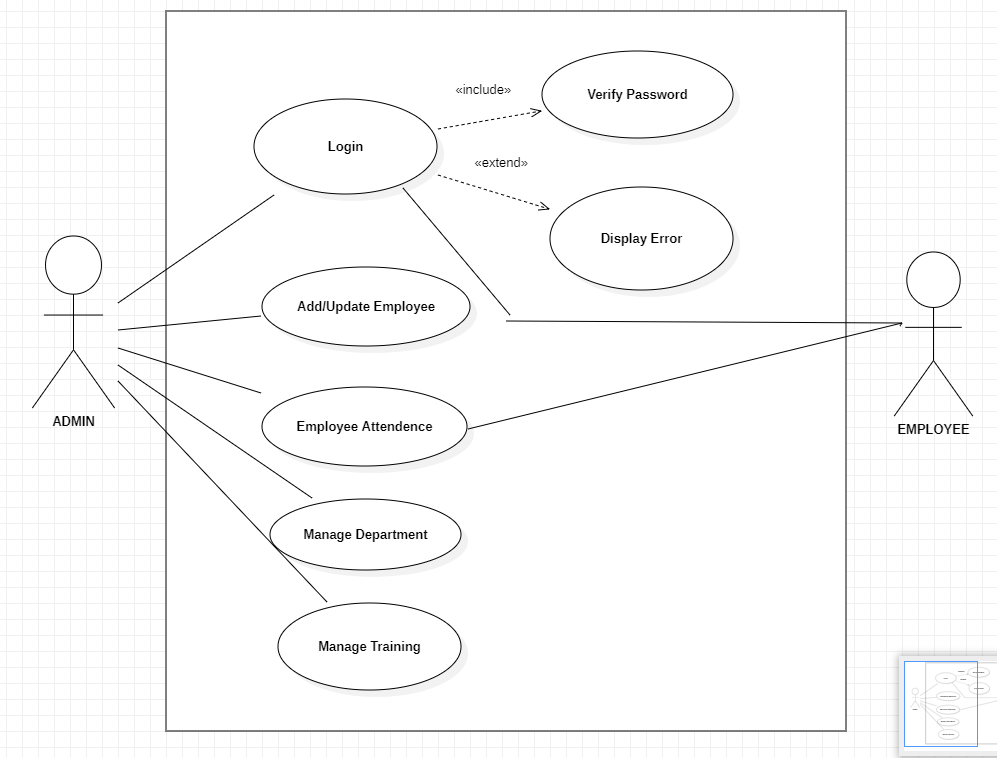 «include»
Verify Password
Login
«extend»
Display Error
Add/Update Employee
ADMIN
Employee Attendence
EMPLOYEE
Manage Department
Manage Training